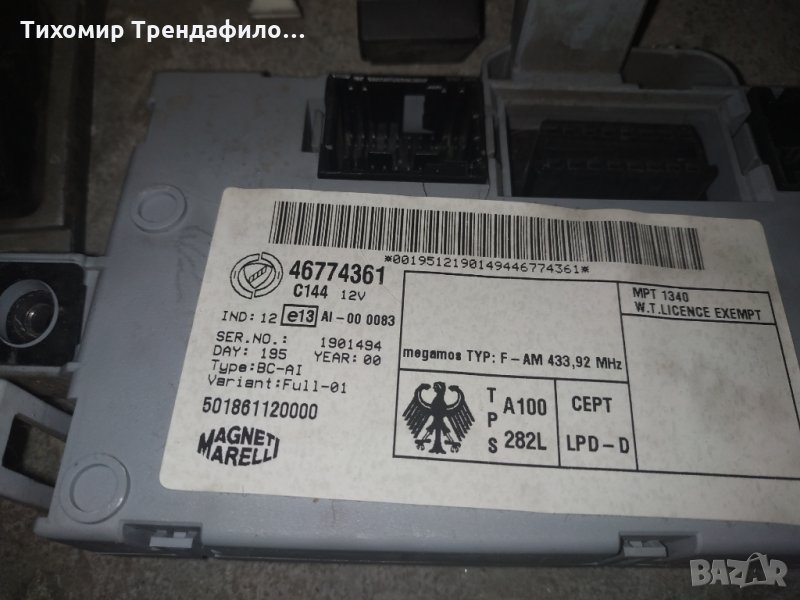 Тихомир Трендафило...
*0019512190149446774361*
46774361
C144 12V
IND: 12 e13 AI-00 0083
SER.NO.: 1901494
DAY: 195 YEAR: 00
Type:BC-AI
Variant:Full-01
501861120000
MAGNETI MARELLI
MPT 1340
W.T.LICENCE EXEMPT
megamos TYP: F-AM 433,92 MHz
TPS A100 282L
CEPT
LPD-D
BAZAR